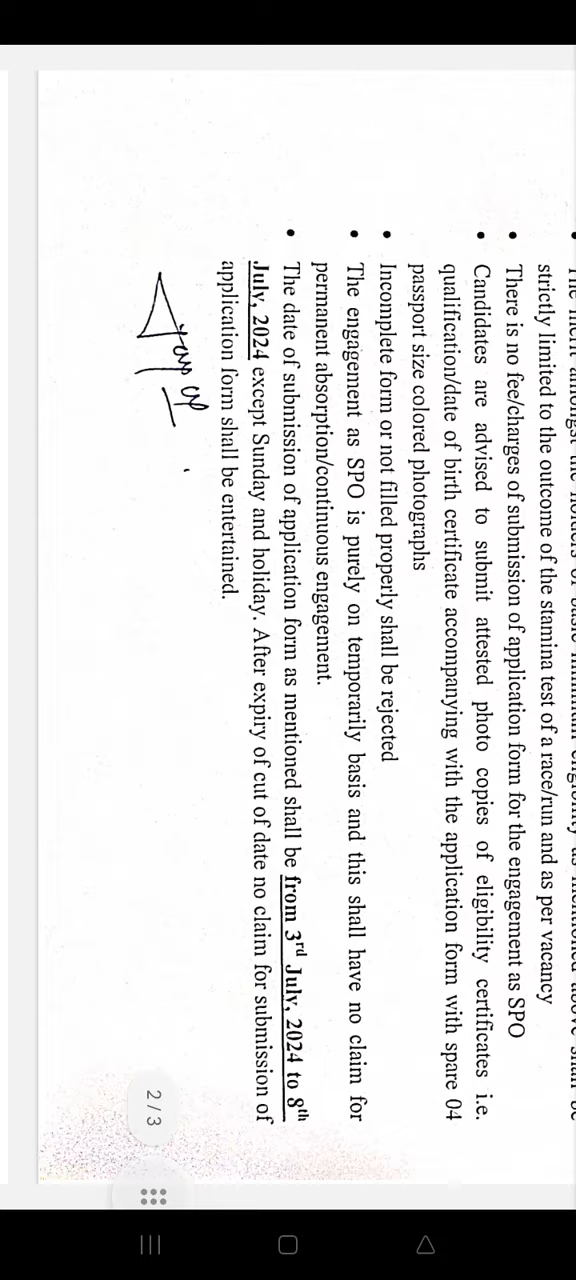 strictly limited to the outcome of the stamina test of a race/run and as per vacancy
• There is no fee/charges of submission of application form for the engagement as SPO
• Candidates are advised to submit attested photo copies of eligibility certificates i.e.
qualification/date of birth certificate accompanying with the application form with spare 04
passport size colored photographs
• Incomplete form or not filled properly shall be rejected
• The engagement as SPO is purely on temporarily basis and this shall have no claim for
permanent absorption/continuous engagement.
• The date of submission of application form as mentioned shall be from 3rd July, 2024 to 8th
July, 2024 except Sunday and holiday. After expiry of cut of date no claim for submission of
application form shall be entertained.
2/3